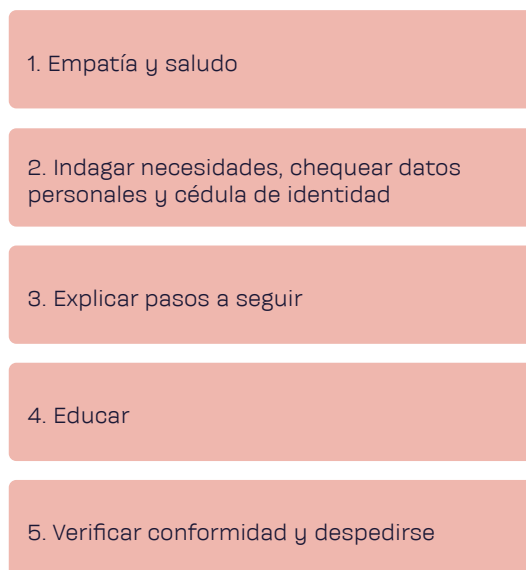 1. Empatía y saludo
2. Indagar necesidades, chequear datos
personales y cédula de identidad
3. Explicar pasos a seguir
4. Educar
5. Verificar conformidad y despedirse